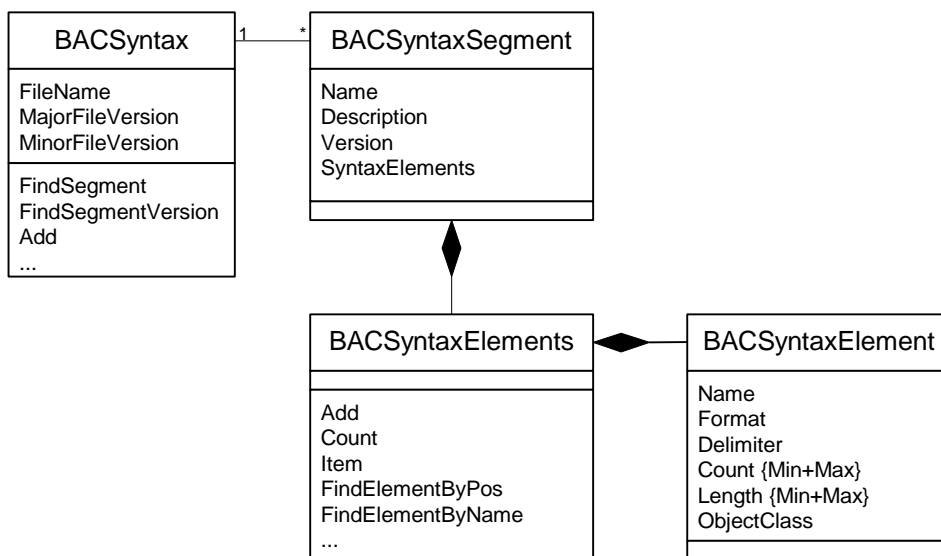 BACSyntax
1
*
BACSyntaxSegment
FileName
MajorFileVersion
MinorFileVersion
FindSegment
FindSegmentVersion
Add
...
Name
Description
Version
SyntaxElements
BACSyntaxElements
Add
Count
Item
FindElementByPos
FindElementByName
...
BACSyntaxElement
Name
Format
Delimiter
Count {Min+Max}
Length {Min+Max}
ObjectClass